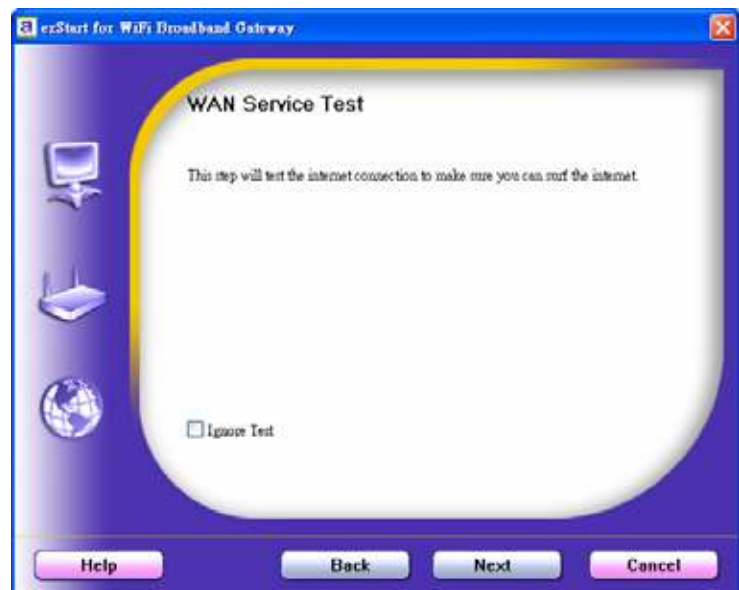 ezStart for WiFi Broadband Gateway
WAN Service Test
This step will test the internet connection to make sure you can surf the internet.
Ignore Test
Help
Back
Next
Cancel